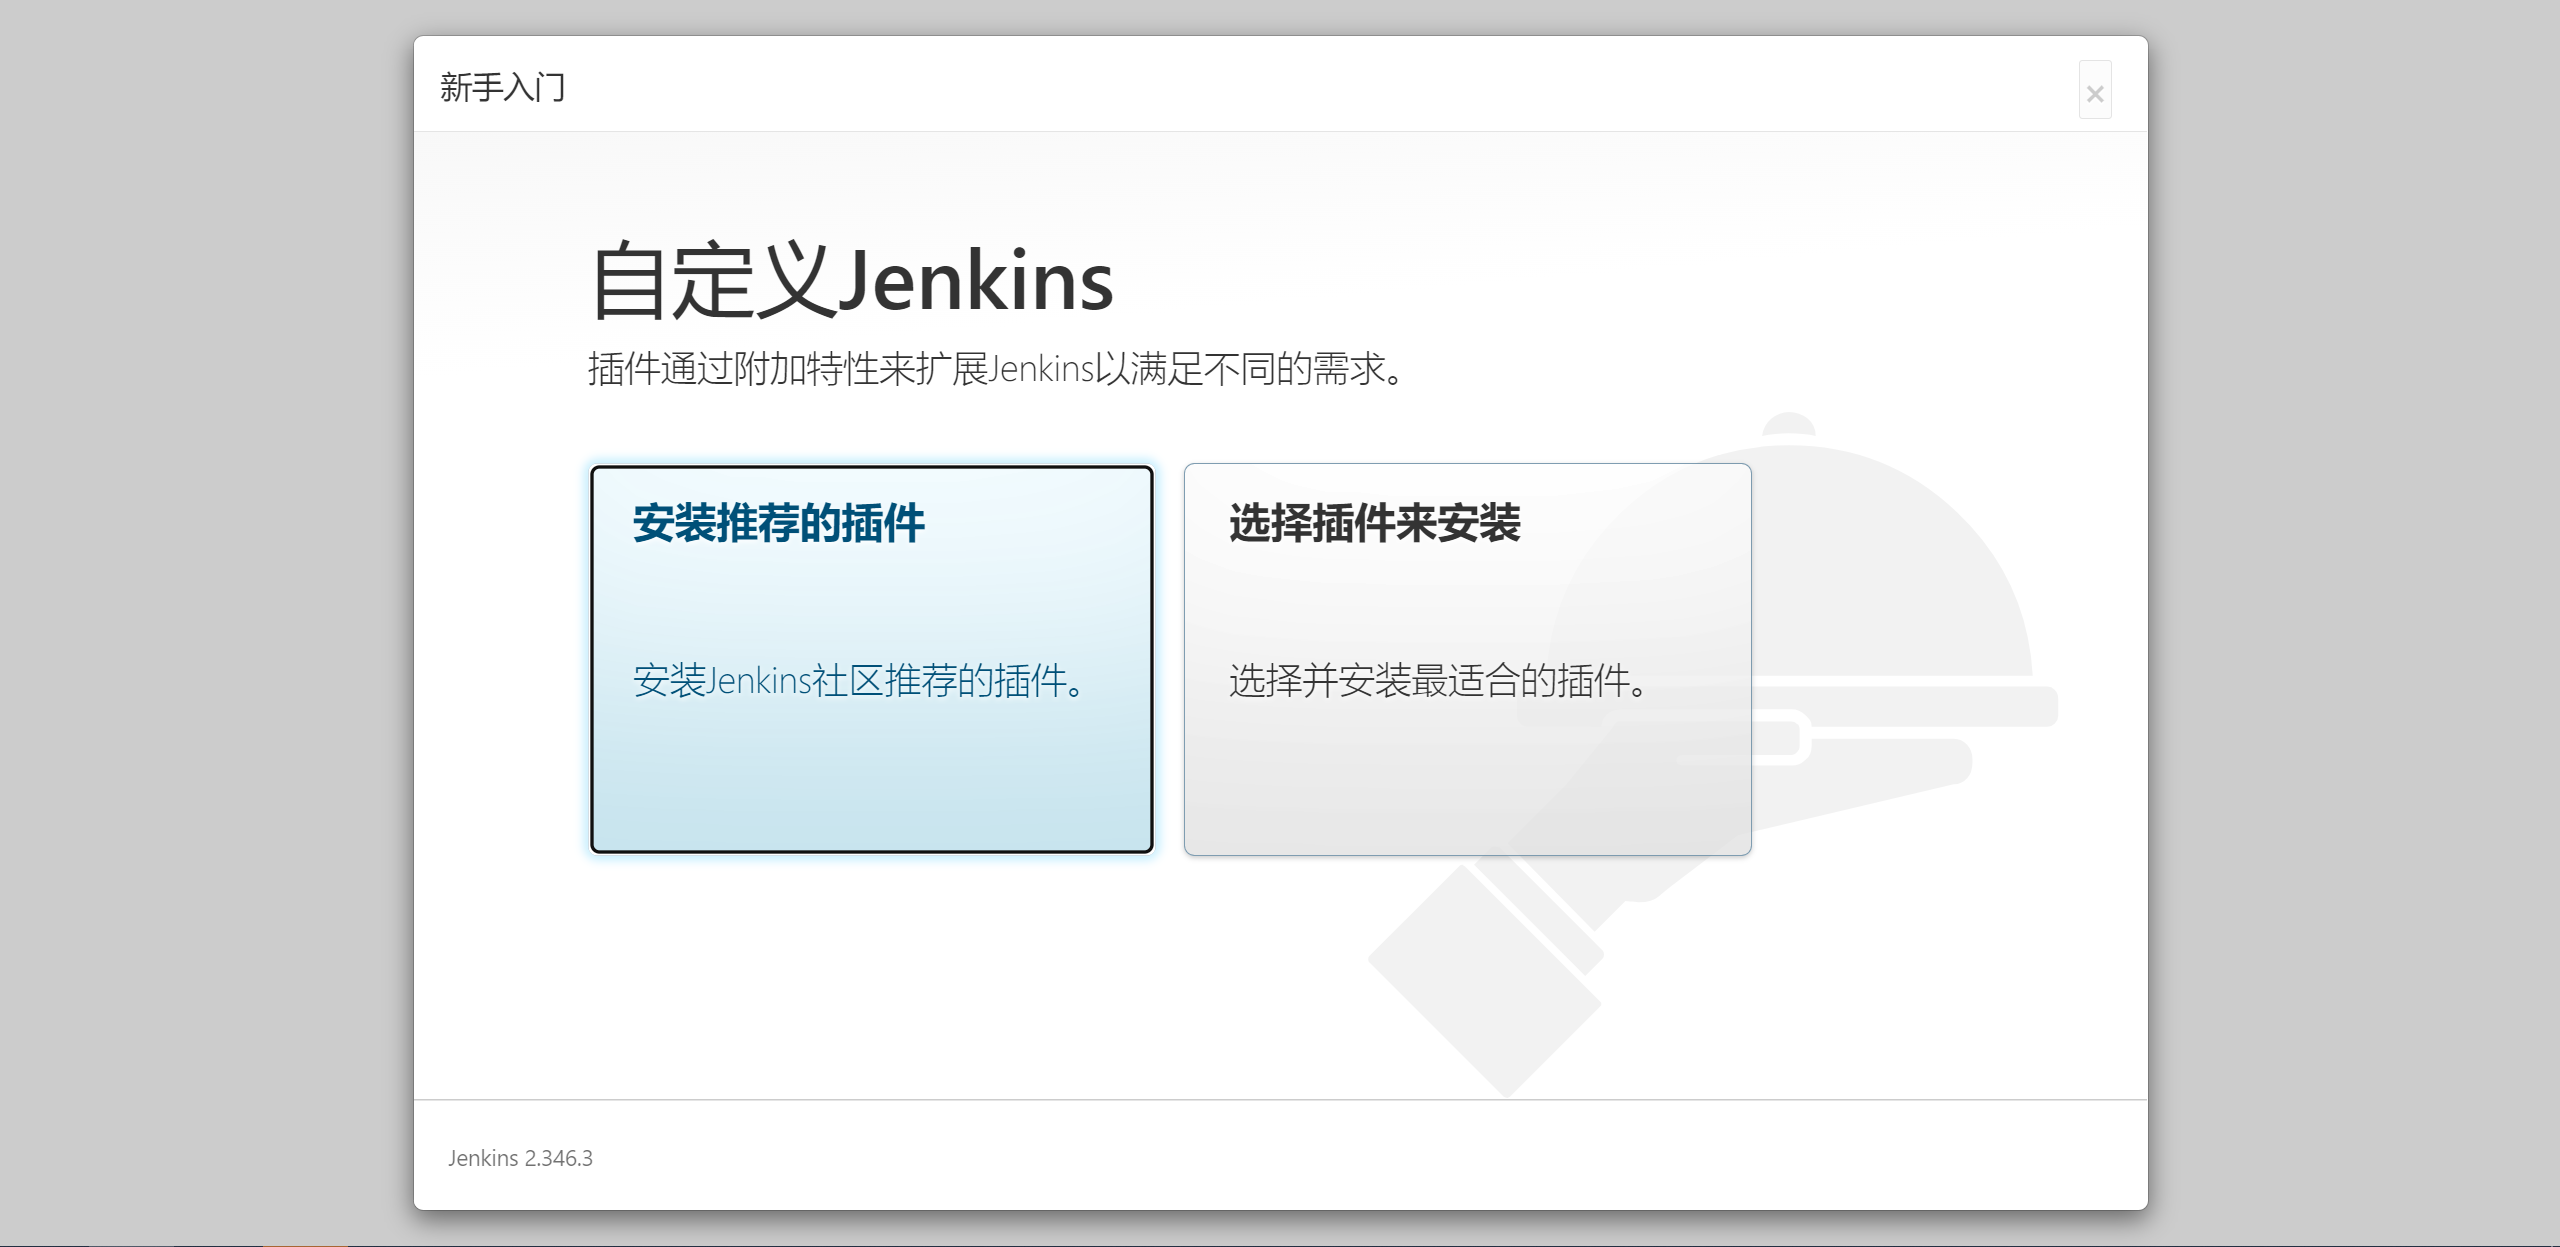 新手入门
×
自定义Jenkins
插件通过附加特性来扩展Jenkins以满足不同的需求。
安装推荐的插件
安装Jenkins社区推荐的插件。
选择插件来安装
选择并安装最适合的插件。
Jenkins 2.346.3